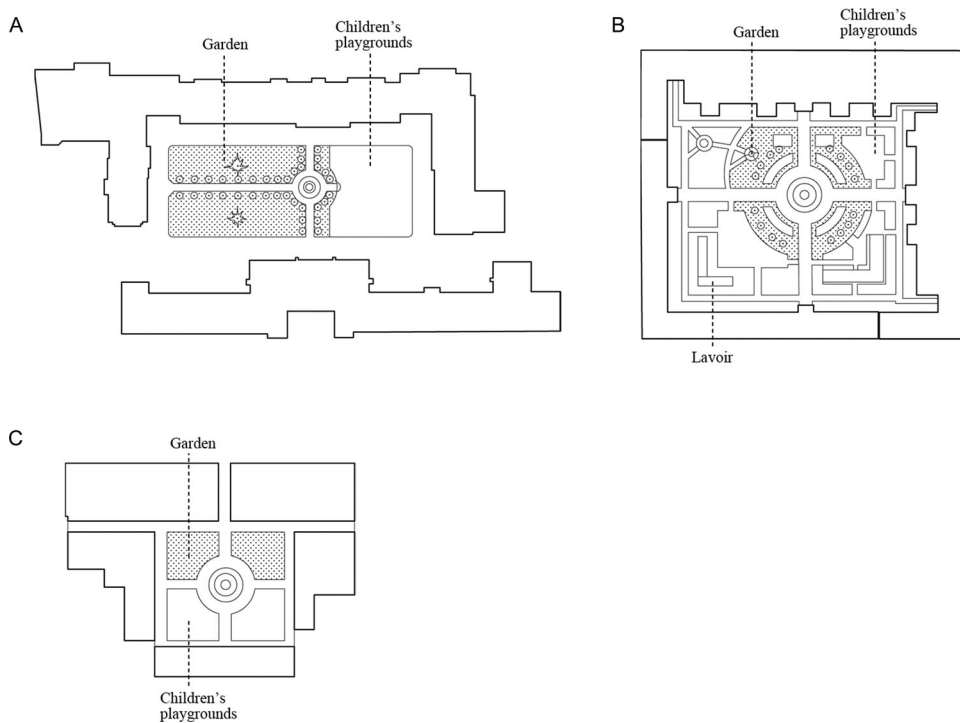 A
Garden
Children’s
playgrounds
B
Garden
Children’s
playgrounds
Lavoir
C
Garden
Children’s
playgrounds